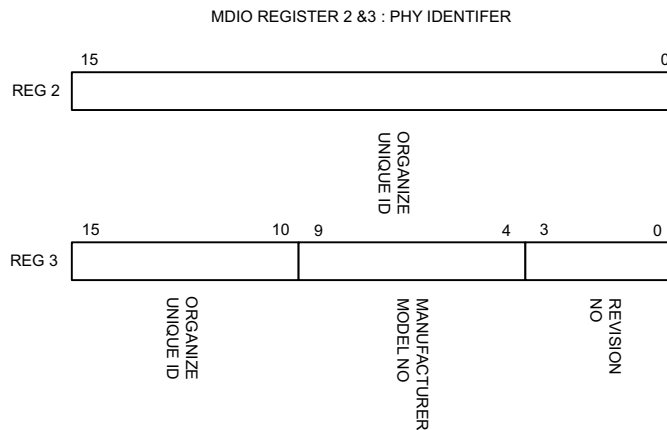 MDIO REGISTER 2 &3 : PHY IDENTIFER
15 0
REG 2
ORGANIZE
UNIQUE ID
15 10 9 4 3 0
REG 3
ORGANIZE
UNIQUE ID
MANUFACTURER
MODEL NO
REVISION
NO